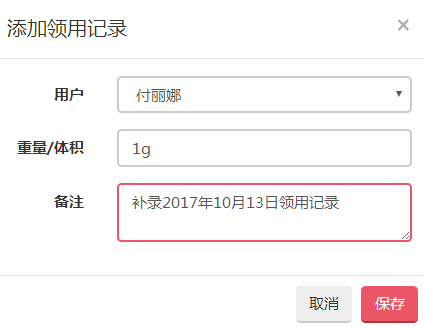 添加领用记录 ×
用户 付丽娜
重量/体积 1g
备注 补录2017年10月13日领用记录
取消 保存